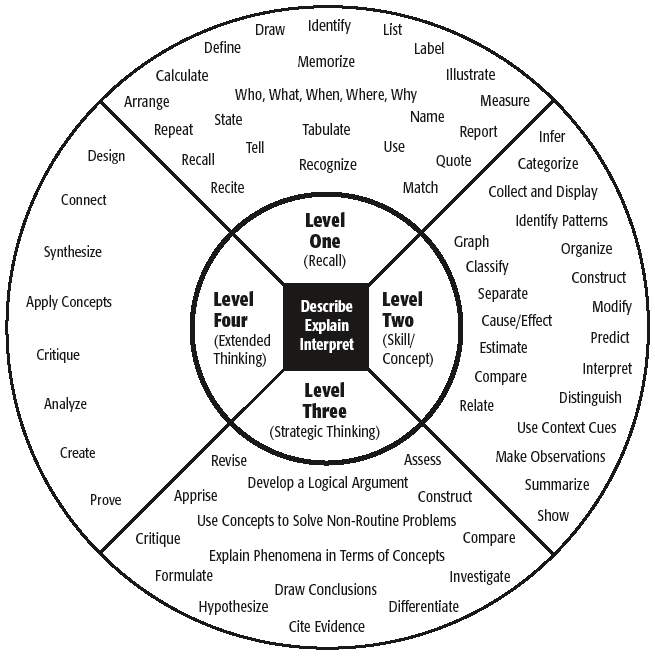 Draw
Identify
List
Define
Label
Memorize
Calculate
Illustrate
Who, What, When, Where, Why
Arrange
Measure
State
Name
Repeat
Tabulate
Report
Tell
Use
Recall
Recognize
Quote
Recite
Match
Level
One
(Recall)
Infer
Categorize
Collect and Display
Identify Patterns
Graph
Organize
Classify
Construct
Separate
Modify
Cause/Effect
Predict
Estimate
Interpret
Compare
Distinguish
Relate
Use Context Cues
Make Observations
Summarize
Show
Level
Two
(Skill/
Concept)
Describe
Explain
Interpret
Level
Three
(Strategic Thinking)
Revise
Assess
Develop a Logical Argument
Apprise
Construct
Use Concepts to Solve Non-Routine Problems
Critique
Compare
Explain Phenomena in Terms of Concepts
Formulate
Investigate
Draw Conclusions
Hypothesize
Differentiate
Cite Evidence
Level
Four
(Extended
Thinking)
Design
Connect
Synthesize
Apply Concepts
Critique
Analyze
Create
Prove